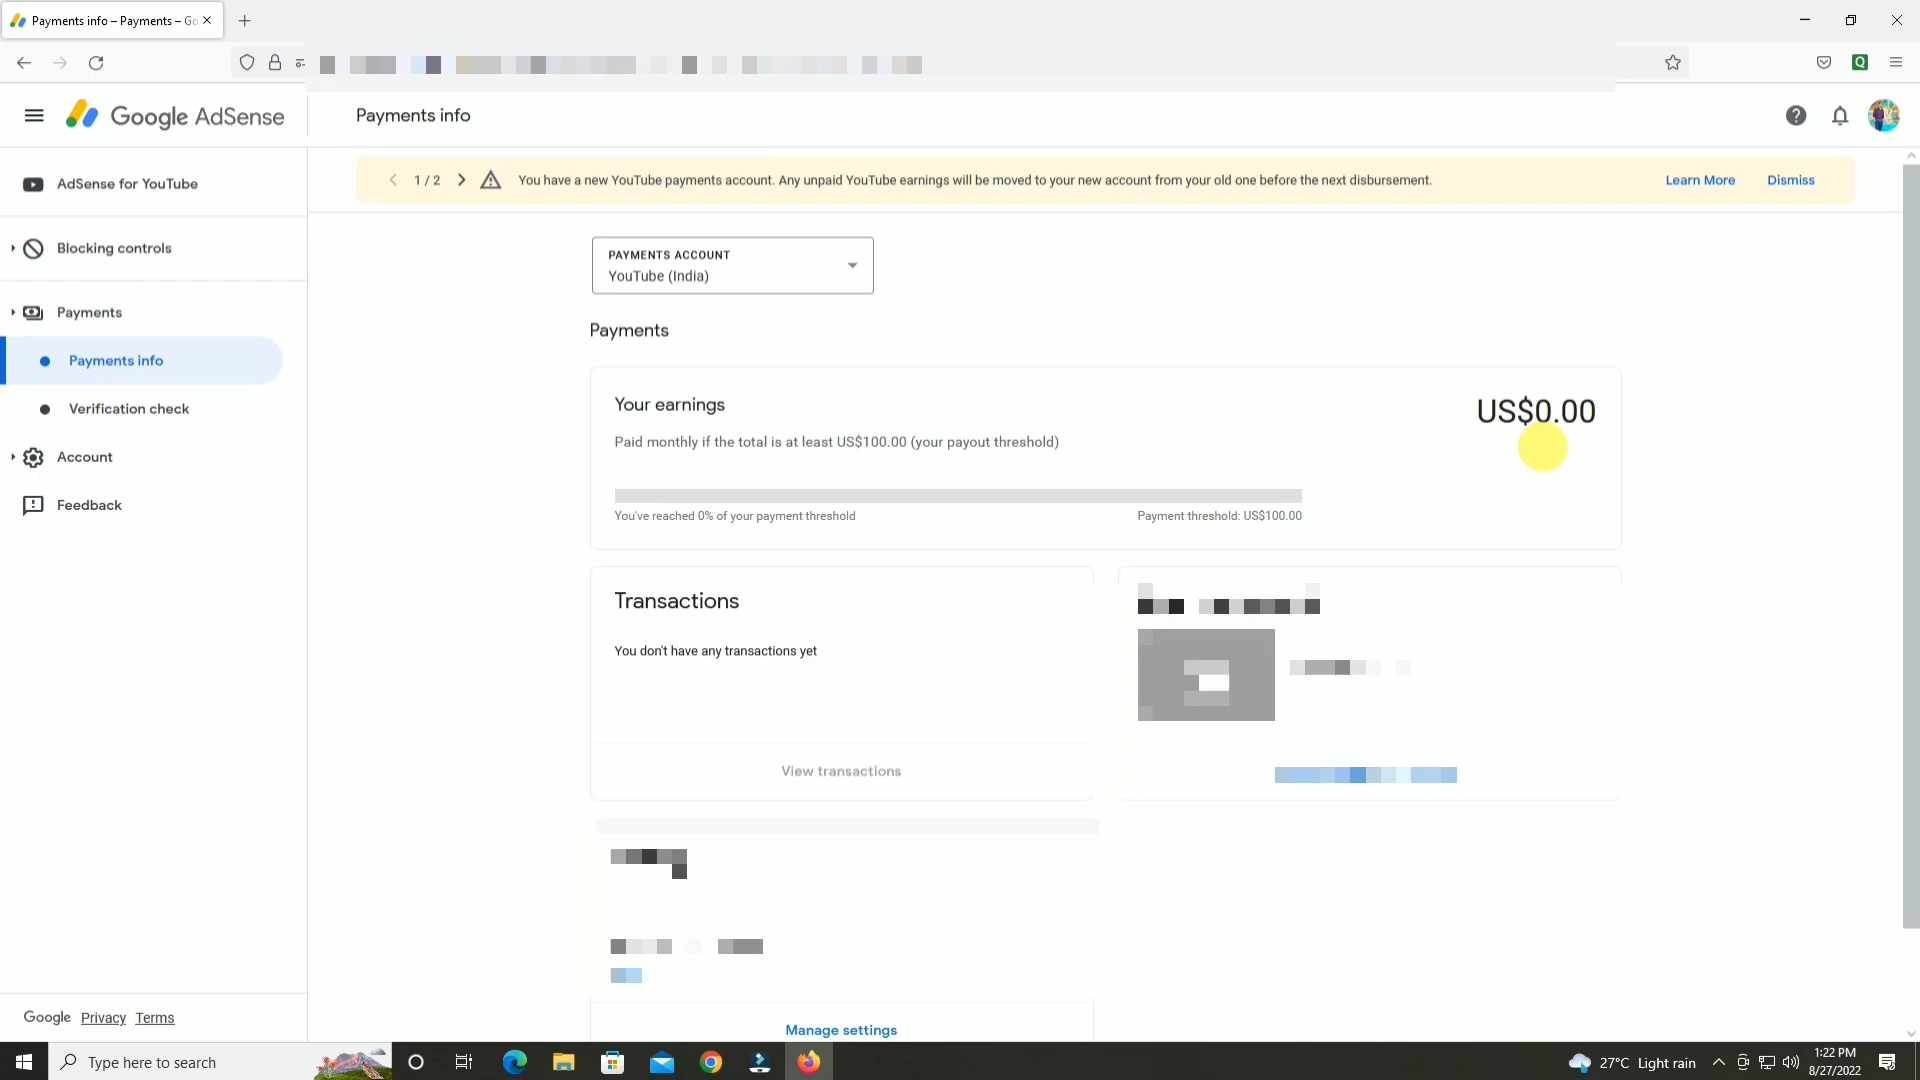 Payments info – Payments – Go
Google AdSense
Payments info
AdSense for YouTube
Blocking controls
Payments
Payments info
Verification check
Account
Feedback
Google Privacy Terms
1 / 2
You have a new YouTube payments account. Any unpaid YouTube earnings will be moved to your new account from your old one before the next disbursement.
Learn More
Dismiss
PAYMENTS ACCOUNT
YouTube (India)
Payments
Your earnings
US$0.00
Paid monthly if the total is at least US$100.00 (your payout threshold)
You've reached 0% of your payment threshold
Payment threshold: US$100.00
Transactions
You don't have any transactions yet
View transactions
Manage settings
Type here to search
27°C Light rain
1:22 PM
8/27/2022